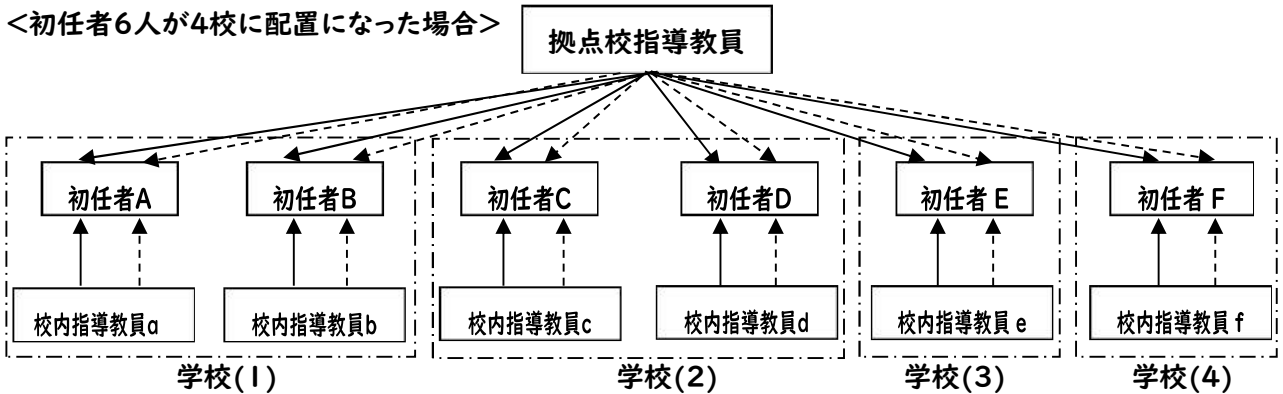 <初任者6人が4校に配置になった場合>
拠点校指導教員
初任者A
初任者B
初任者C
初任者D
初任者E
初任者F
校内指導教員a
校内指導教員b
校内指導教員c
校内指導教員d
校内指導教員e
校内指導教員f
学校(1)
学校(2)
学校(3)
学校(4)